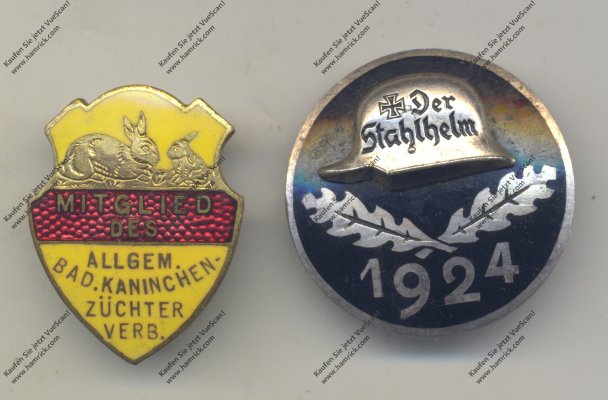 MITGLIED
DES
ALLGEM.
BAD. KANINCHEN-
ZÜCHTER
VERB.
Der
Stahlhelm
1924
Kaufen Sie jetzt VueScan!
www.hamrick.com